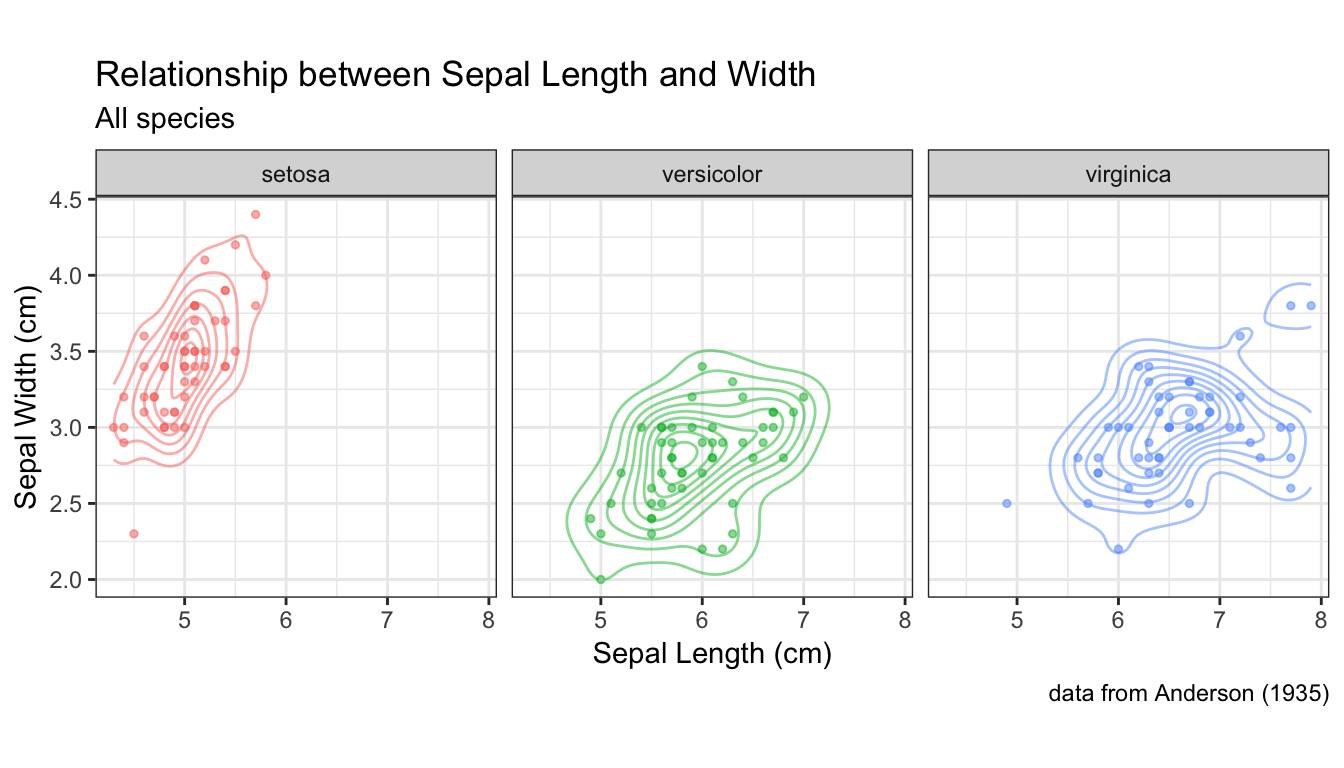 Relationship between Sepal Length and Width
All species
setosa
versicolor
virginica
Sepal Width (cm)
4.5
4.0
3.5
3.0
2.5
2.0
5 6 7 8
5 6 7 8
5 6 7 8
Sepal Length (cm)
data from Anderson (1935)